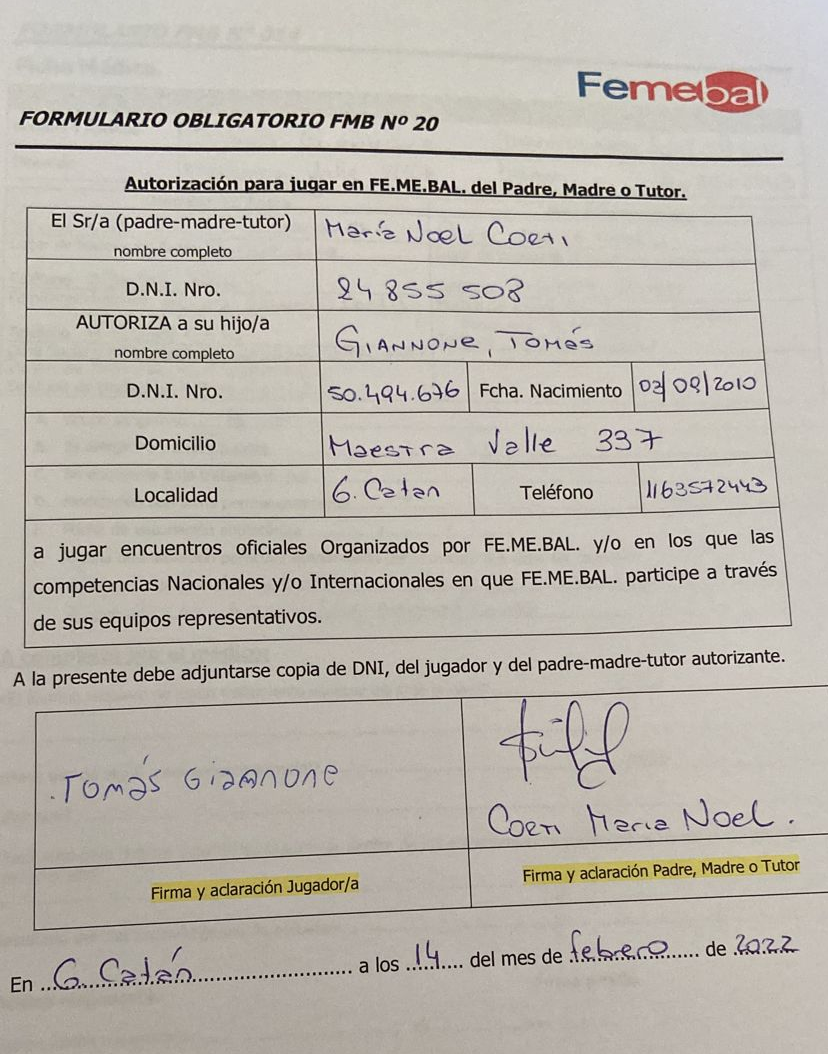 Femebal
FORMULARIO OBLIGATORIO FMB Nº 20
Autorización para jugar en FE.ME.BAL. del Padre, Madre o Tutor.
El Sr/a (padre-madre-tutor) María Noel Coeti
nombre completo
D.N.I. Nro. 24 855 508
AUTORIZA a su hijo/a
nombre completo GIANNONE, TOMÁS
D.N.I. Nro. 50.494.676 Fcha. Nacimiento 02/09/2010
Domicilio Maestra Valle 337
Localidad G. Catan Teléfono 1163572443
a jugar encuentros oficiales Organizados por FE.ME.BAL. y/o en los que las
competencias Nacionales y/o Internacionales en que FE.ME.BAL. participe a través
de sus equipos representativos.
A la presente debe adjuntarse copia de DNI, del jugador y del padre-madre-tutor autorizante.
Tomás Giannone
Coeti Maria Noel.
Firma y aclaración Jugador/a Firma y aclaración Padre, Madre o Tutor
En G. Catán a los 14 del mes de febrero de 2022